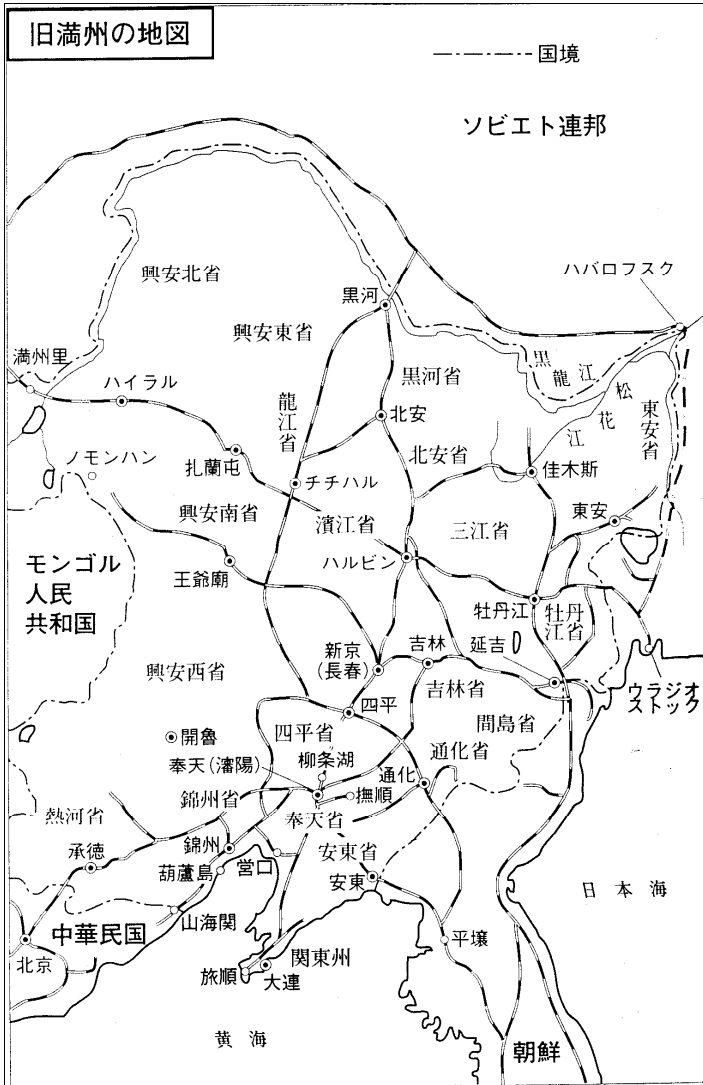 旧満州の地図
国境
ソビエト連邦
ハバロフスク
興安北省
黒河
興安東省
満州里
ハイラル
龍江省
黒河省
黒龍江
松花江
東安省
北安
北安省
ノモンハン
扎蘭屯
チチハル
佳木斯
興安南省
濱江省
三江省
東安
モンゴル
人民
共和国
王爺廟
ハルビン
牡丹江
牡丹
江省
新京
(長春)
吉林
延吉
興安西省
吉林省
ウラジオ
ストック
四平
四平省
間島省
開魯
柳条湖
通化省
奉天(瀋陽)
通化
錦州省
撫順
熱河省
奉天省
承徳
錦州
営口
安東省
葫蘆島
安東
日本海
山海関
中華民国
北京
平壌
関東州
旅順
大連
黄海
朝鮮